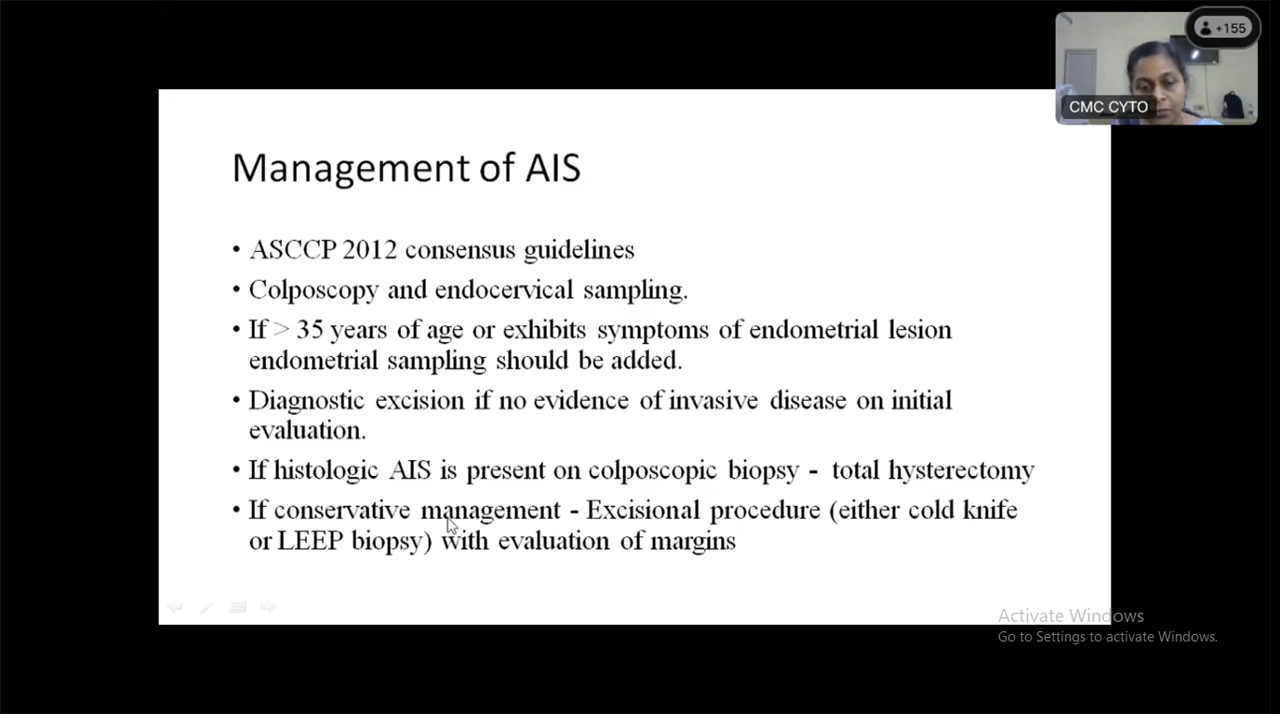 +155
CMC CYTO
Management of AIS
• ASCCP 2012 consensus guidelines
• Colposcopy and endocervical sampling.
• If > 35 years of age or exhibits symptoms of endometrial lesion
endometrial sampling should be added.
• Diagnostic excision if no evidence of invasive disease on initial
evaluation.
• If histologic AIS is present on colposcopic biopsy - total hysterectomy
• If conservative management - Excisional procedure (either cold knife
or LEEP biopsy) with evaluation of margins
Activate Windows
Go to Settings to activate Windows.